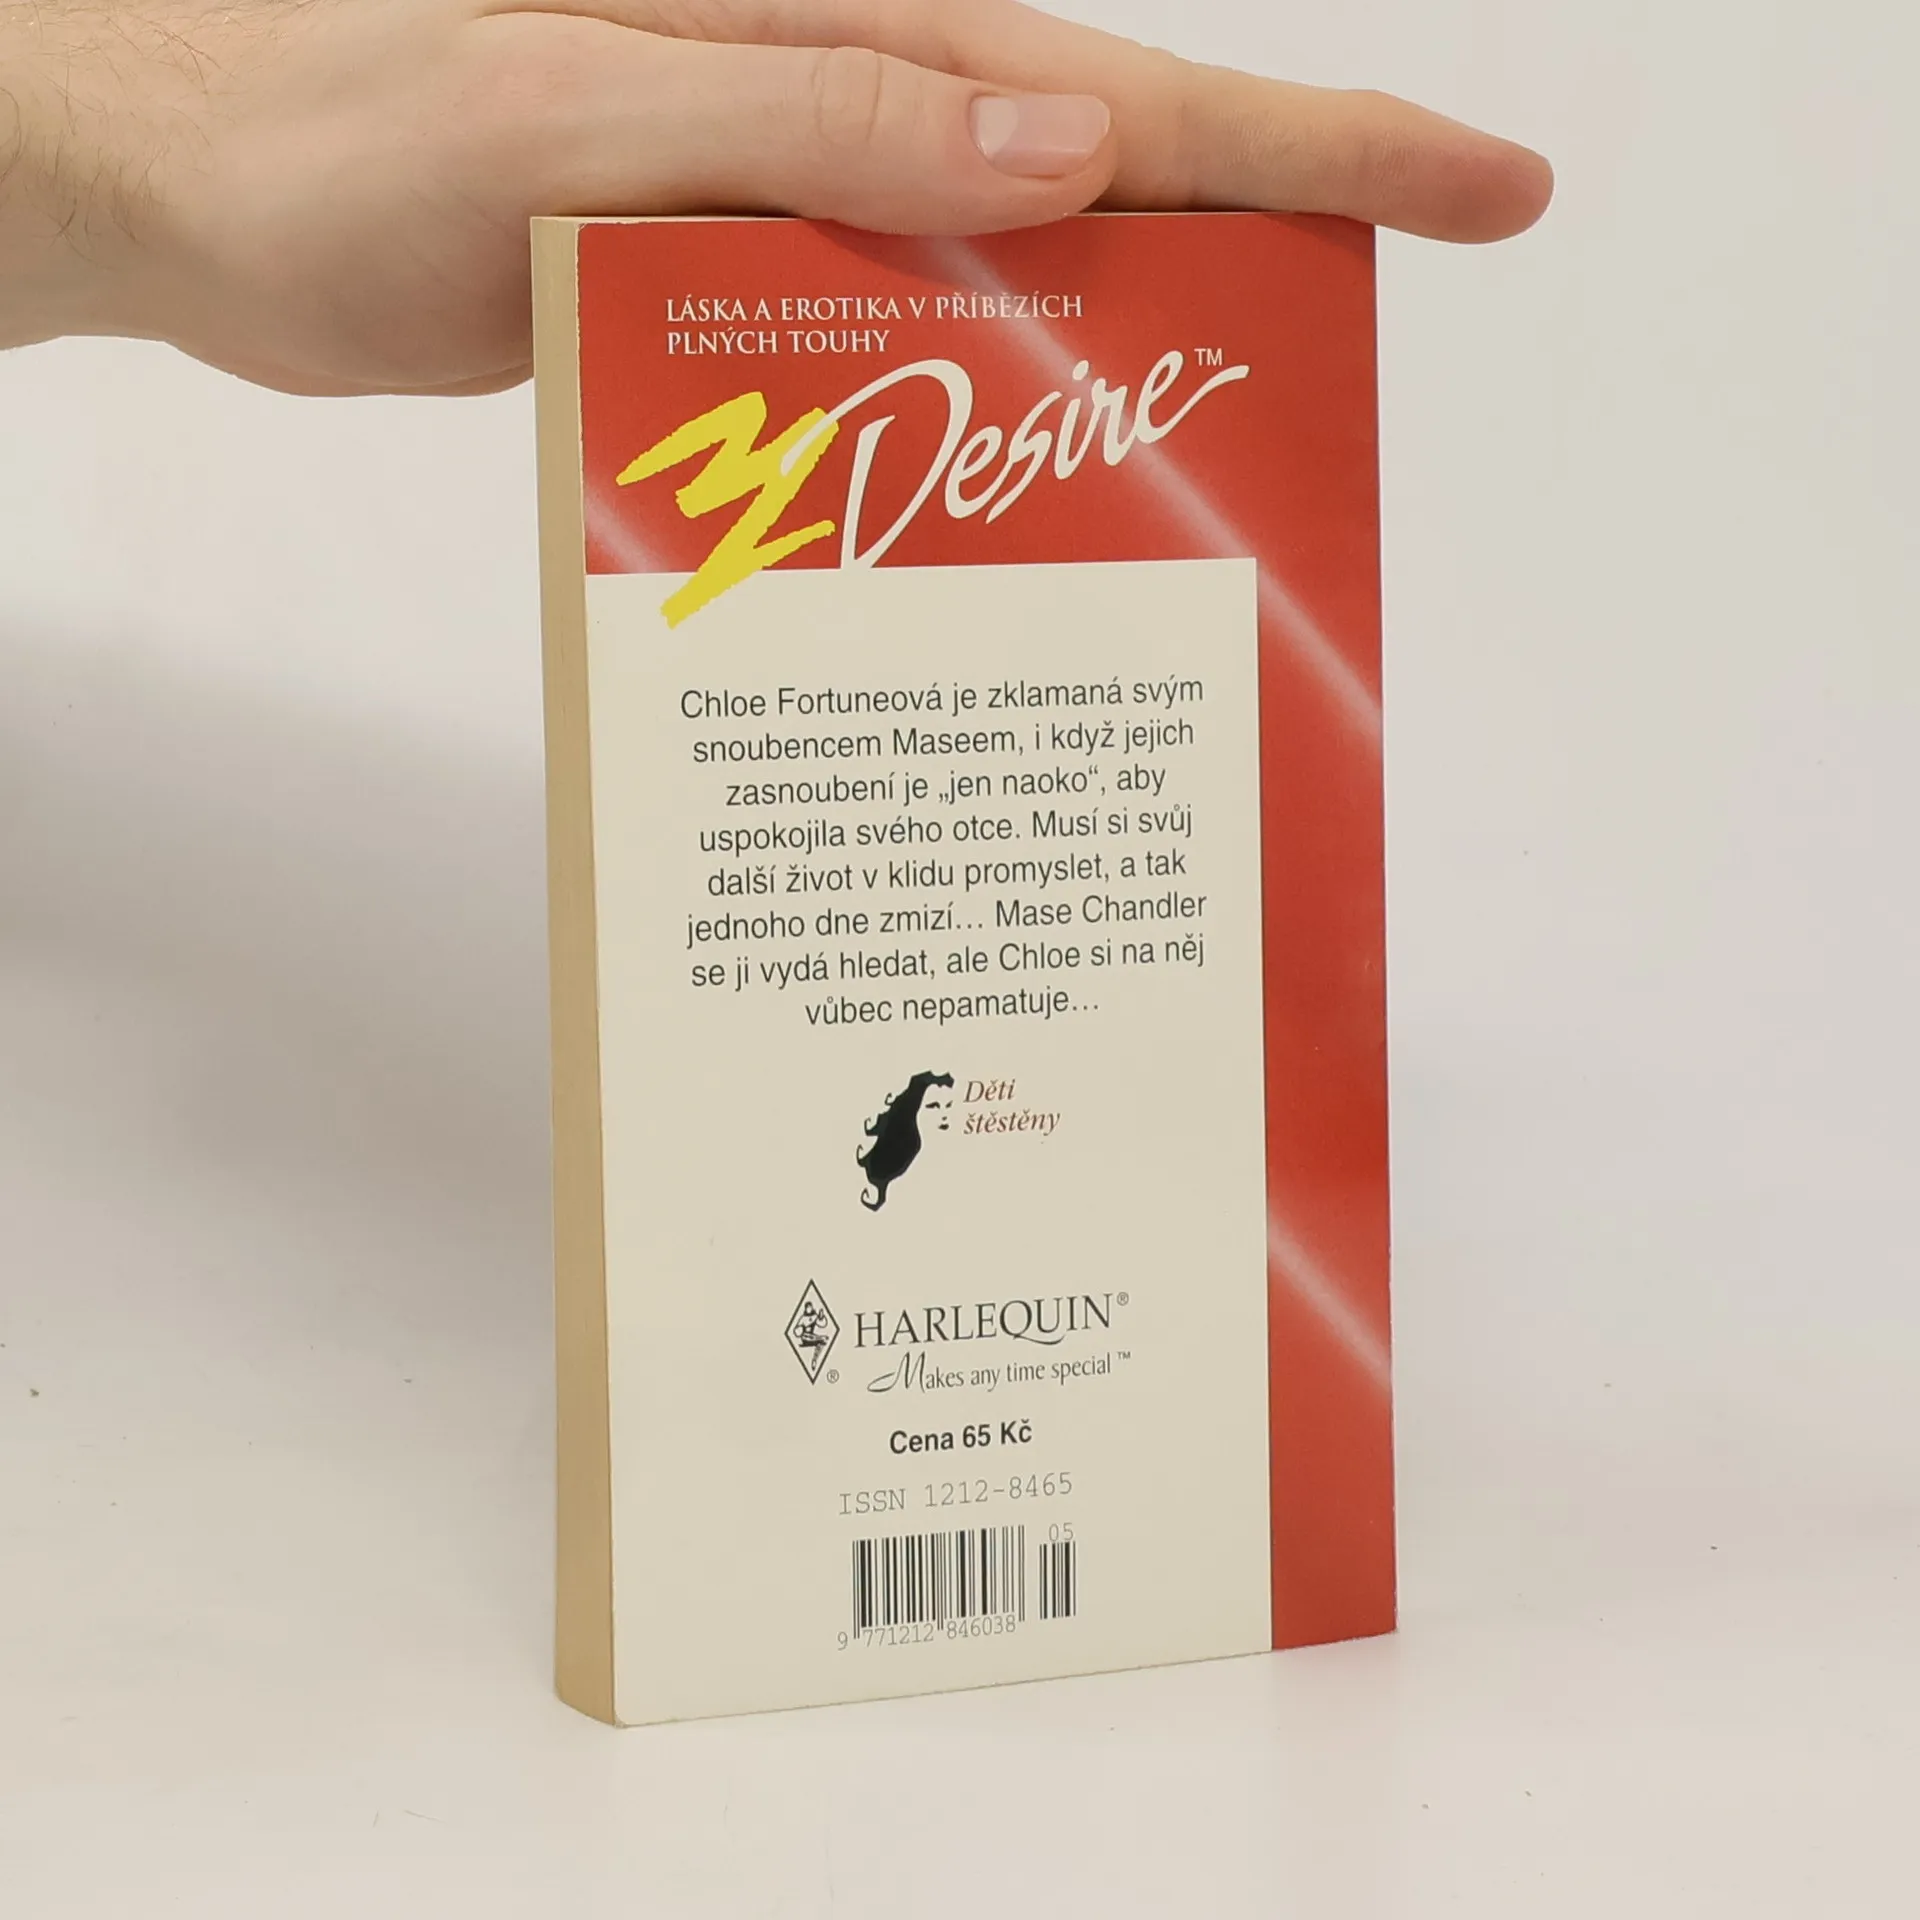 LÁSKA A EROTIKA V PŘÍBĚZÍCH
PLNÝCH TOUHY
Desire™
Chloe Fortuneová je zklamaná svým
snoubencem Maseem, i když jejich
zasnoubení je „jen naoko“, aby
uspokojila svého otce. Musí si svůj
další život v klidu promyslet, a tak
jednoho dne zmizí… Mase Chandler
se ji vydá hledat, ale Chloe si na něj
vůbec nepamatuje…
Děti
štěstěny
HARLEQUIN®
®
Makes any time special™
Cena 65 Kč
ISSN 1212-8465
05
9 771212 846038